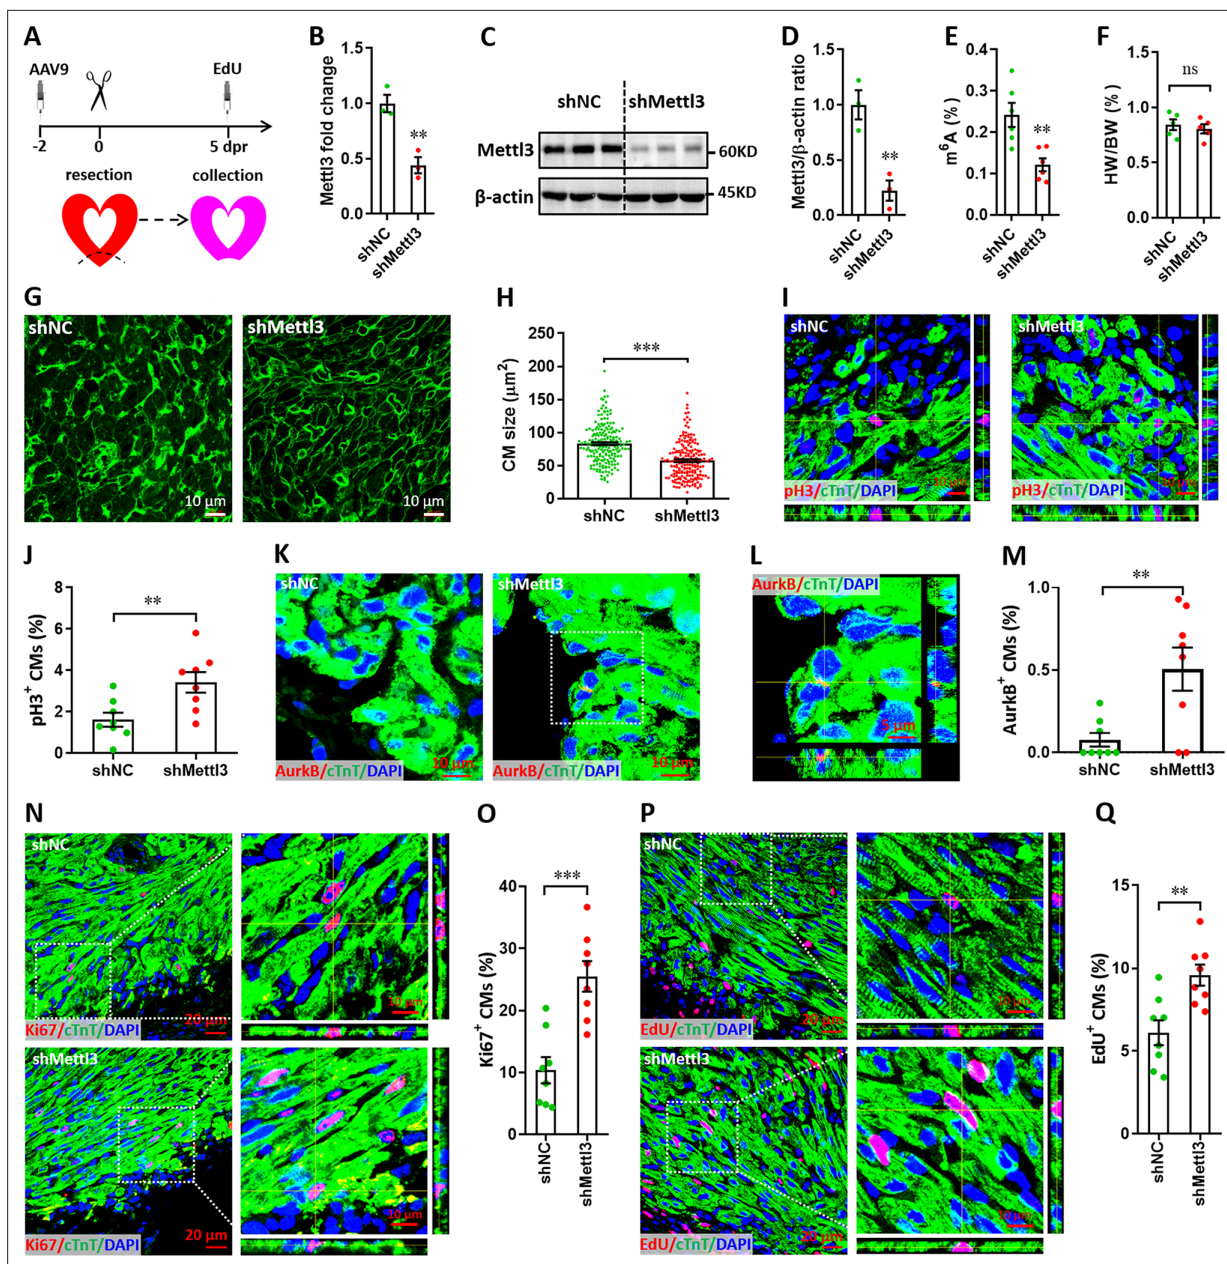 A
AAV9
EdU
-2
0
5 dpr
resection
collection
B
Mettl3 fold change
1.5
1.0
0.5
0.0
**
shNC
shMettl3
C
shNC
shMettl3
Mettl3
60KD
β-actin
45KD
D
Mettl3/β-actin ratio
1.5
1.0
0.5
0.0
**
shNC
shMettl3
E
m⁶A (%)
0.4
0.3
0.2
0.1
0.0
**
shNC
shMettl3
F
HW/BW (%)
1.5
1.0
0.5
0.0
ns
shNC
shMettl3
G
shNC
10 µm
shMettl3
10 µm
H
CM size (µm²)
250
200
150
100
50
0
***
shNC
shMettl3
I
shNC
pH3/cTnT/DAPI
10 µm
shMettl3
pH3/cTnT/DAPI
J
pH3⁺ CMs (%)
8
6
4
2
0
**
shNC
shMettl3
K
shNC
AurkB/cTnT/DAPI
10 µm
shMettl3
AurkB/cTnT/DAPI
10 µm
L
AurkB/cTnT/DAPI
5 µm
M
AurkB⁺ CMs (%)
1.0
0.5
0.0
**
shNC
shMettl3
N
shNC
Ki67/cTnT/DAPI
20 µm
10 µm
shMettl3
Ki67/cTnT/DAPI
20 µm
10 µm
O
Ki67⁺ CMs (%)
40
30
20
10
0
***
shNC
shMettl3
P
shNC
EdU/cTnT/DAPI
20 µm
10 µm
shMettl3
EdU/cTnT/DAPI
20 µm
10 µm
Q
EdU⁺ CMs (%)
15
10
5
0
**
shNC
shMettl3